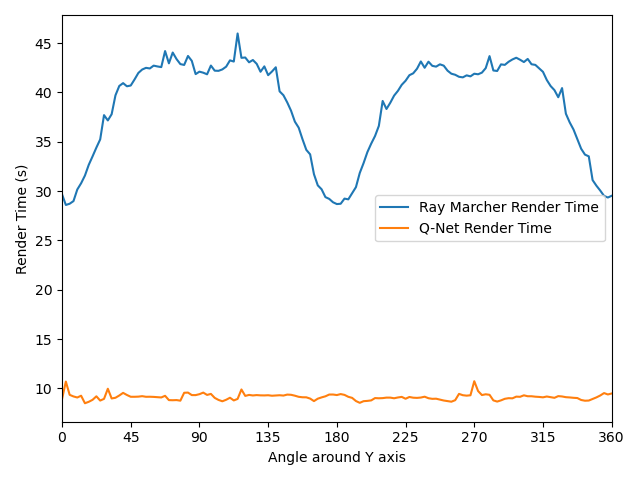 45
40
35
30
25
20
15
10
Render Time (s)
Ray Marcher Render Time
Q-Net Render Time
0 45 90 135 180 225 270 315 360
Angle around Y axis